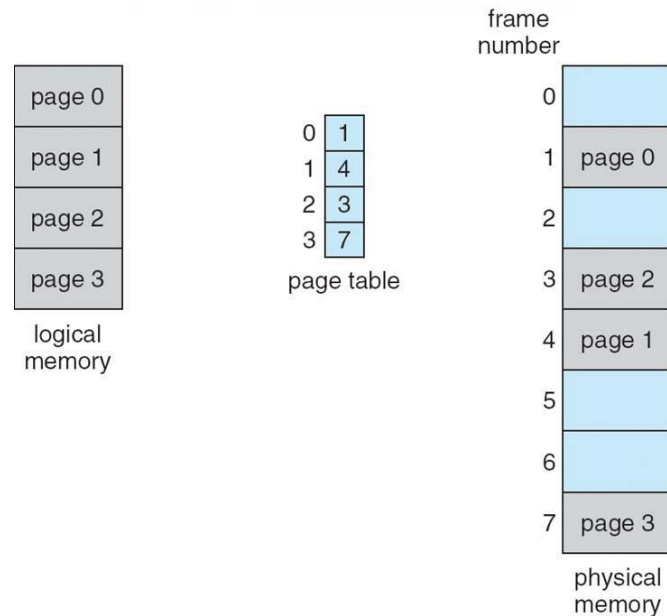 page 0
page 1
page 2
page 3
logical
memory
0 1
1 4
2 3
3 7
page table
frame
number
0
1 page 0
2
3 page 2
4 page 1
5
6
7 page 3
physical
memory